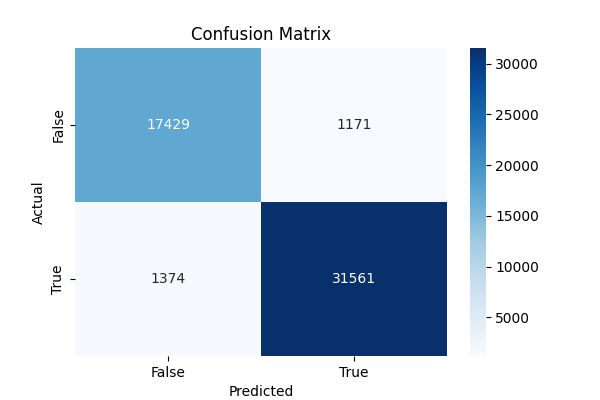 Confusion Matrix
Actual
False
True
17429
1171
1374
31561
False
True
Predicted
30000
25000
20000
15000
10000
5000